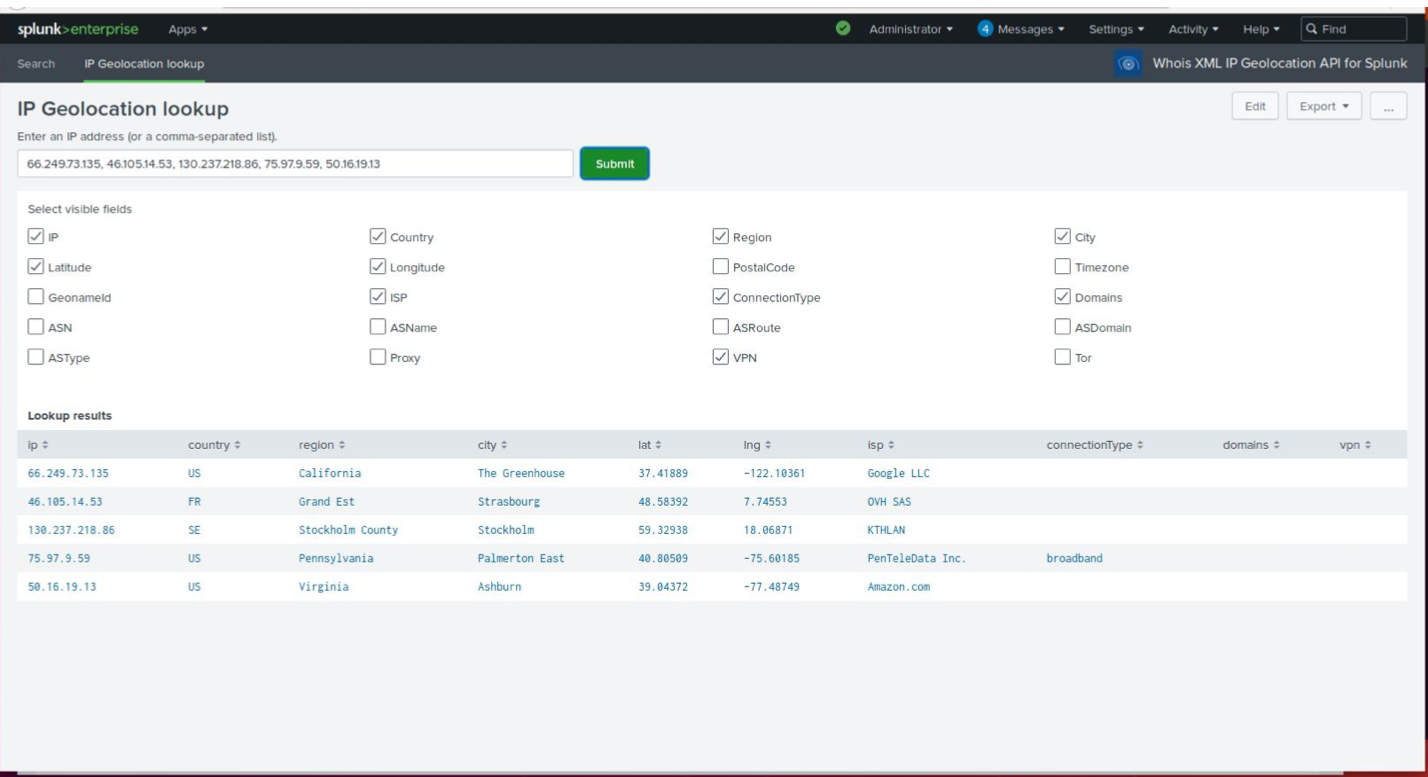 splunk>enterprise Apps Administrator 4 Messages Settings Activity Help Find
Search IP Geolocation lookup Whois XML IP Geolocation API for Splunk
IP Geolocation lookup Edit Export ...
Enter an IP address (or a comma-separated list).
66.249.73.135, 46.105.14.53, 130.237.218.86, 75.97.9.59, 50.16.19.13 Submit
Select visible fields
IP Country Region City
Latitude Longitude PostalCode Timezone
GeonameId ISP ConnectionType Domains
ASN ASName ASRoute ASDomain
ASType Proxy VPN Tor
Lookup results
ip country region city lat lng isp connectionType domains vpn
66.249.73.135 US California The Greenhouse 37.41889 -122.10361 Google LLC
46.105.14.53 FR Grand Est Strasbourg 48.58392 7.74553 OVH SAS
130.237.218.86 SE Stockholm County Stockholm 59.32938 18.06871 KTHLAN
75.97.9.59 US Pennsylvania Palmerton East 40.80509 -75.60185 PenTeleData Inc. broadband
50.16.19.13 US Virginia Ashburn 39.04372 -77.48749 Amazon.com